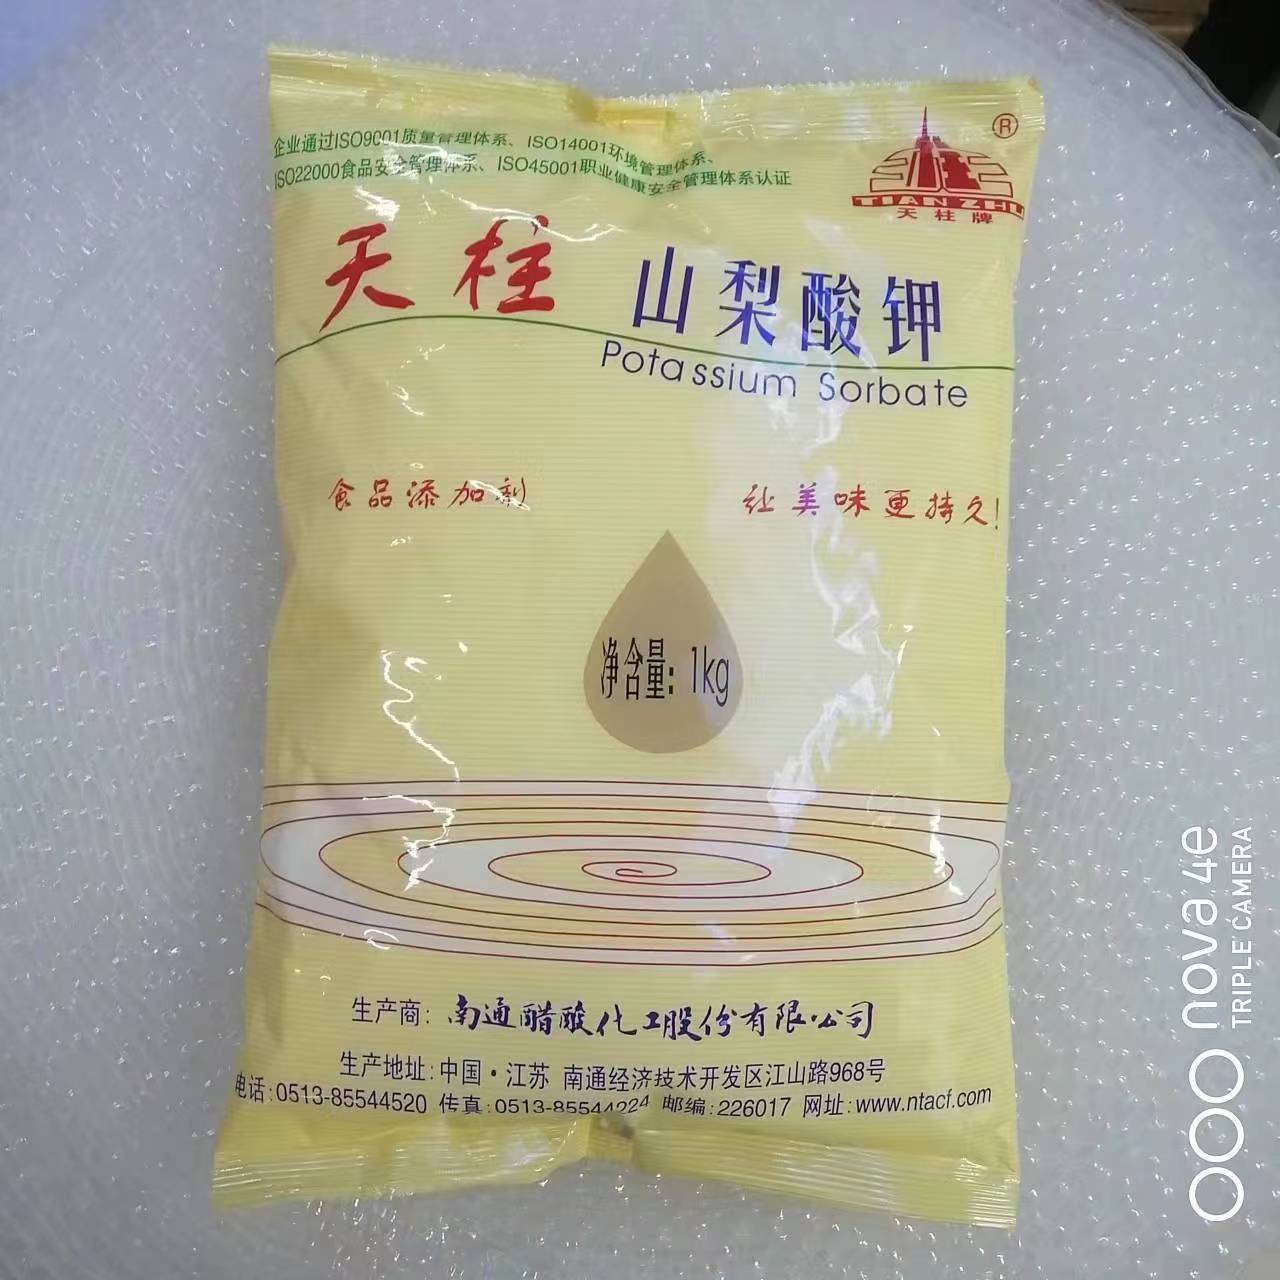 企业通过ISO9001质量管理体系、ISO14001环境管理体系、
ISO22000食品安全管理体系、ISO45001职业健康安全管理体系认证
®
TIAN ZHU
天柱牌
天柱 山梨酸钾
Potassium Sorbate
食品添加剂 让美味更持久!
净含量: 1kg
生产商: 南通醋酸化工股份有限公司
生产地址: 中国·江苏 南通经济技术开发区江山路968号
电话: 0513-85544520 传真: 0513-85544224 邮编: 226017 网址: www.ntacf.com
nova 4e
TRIPLE CAMERA